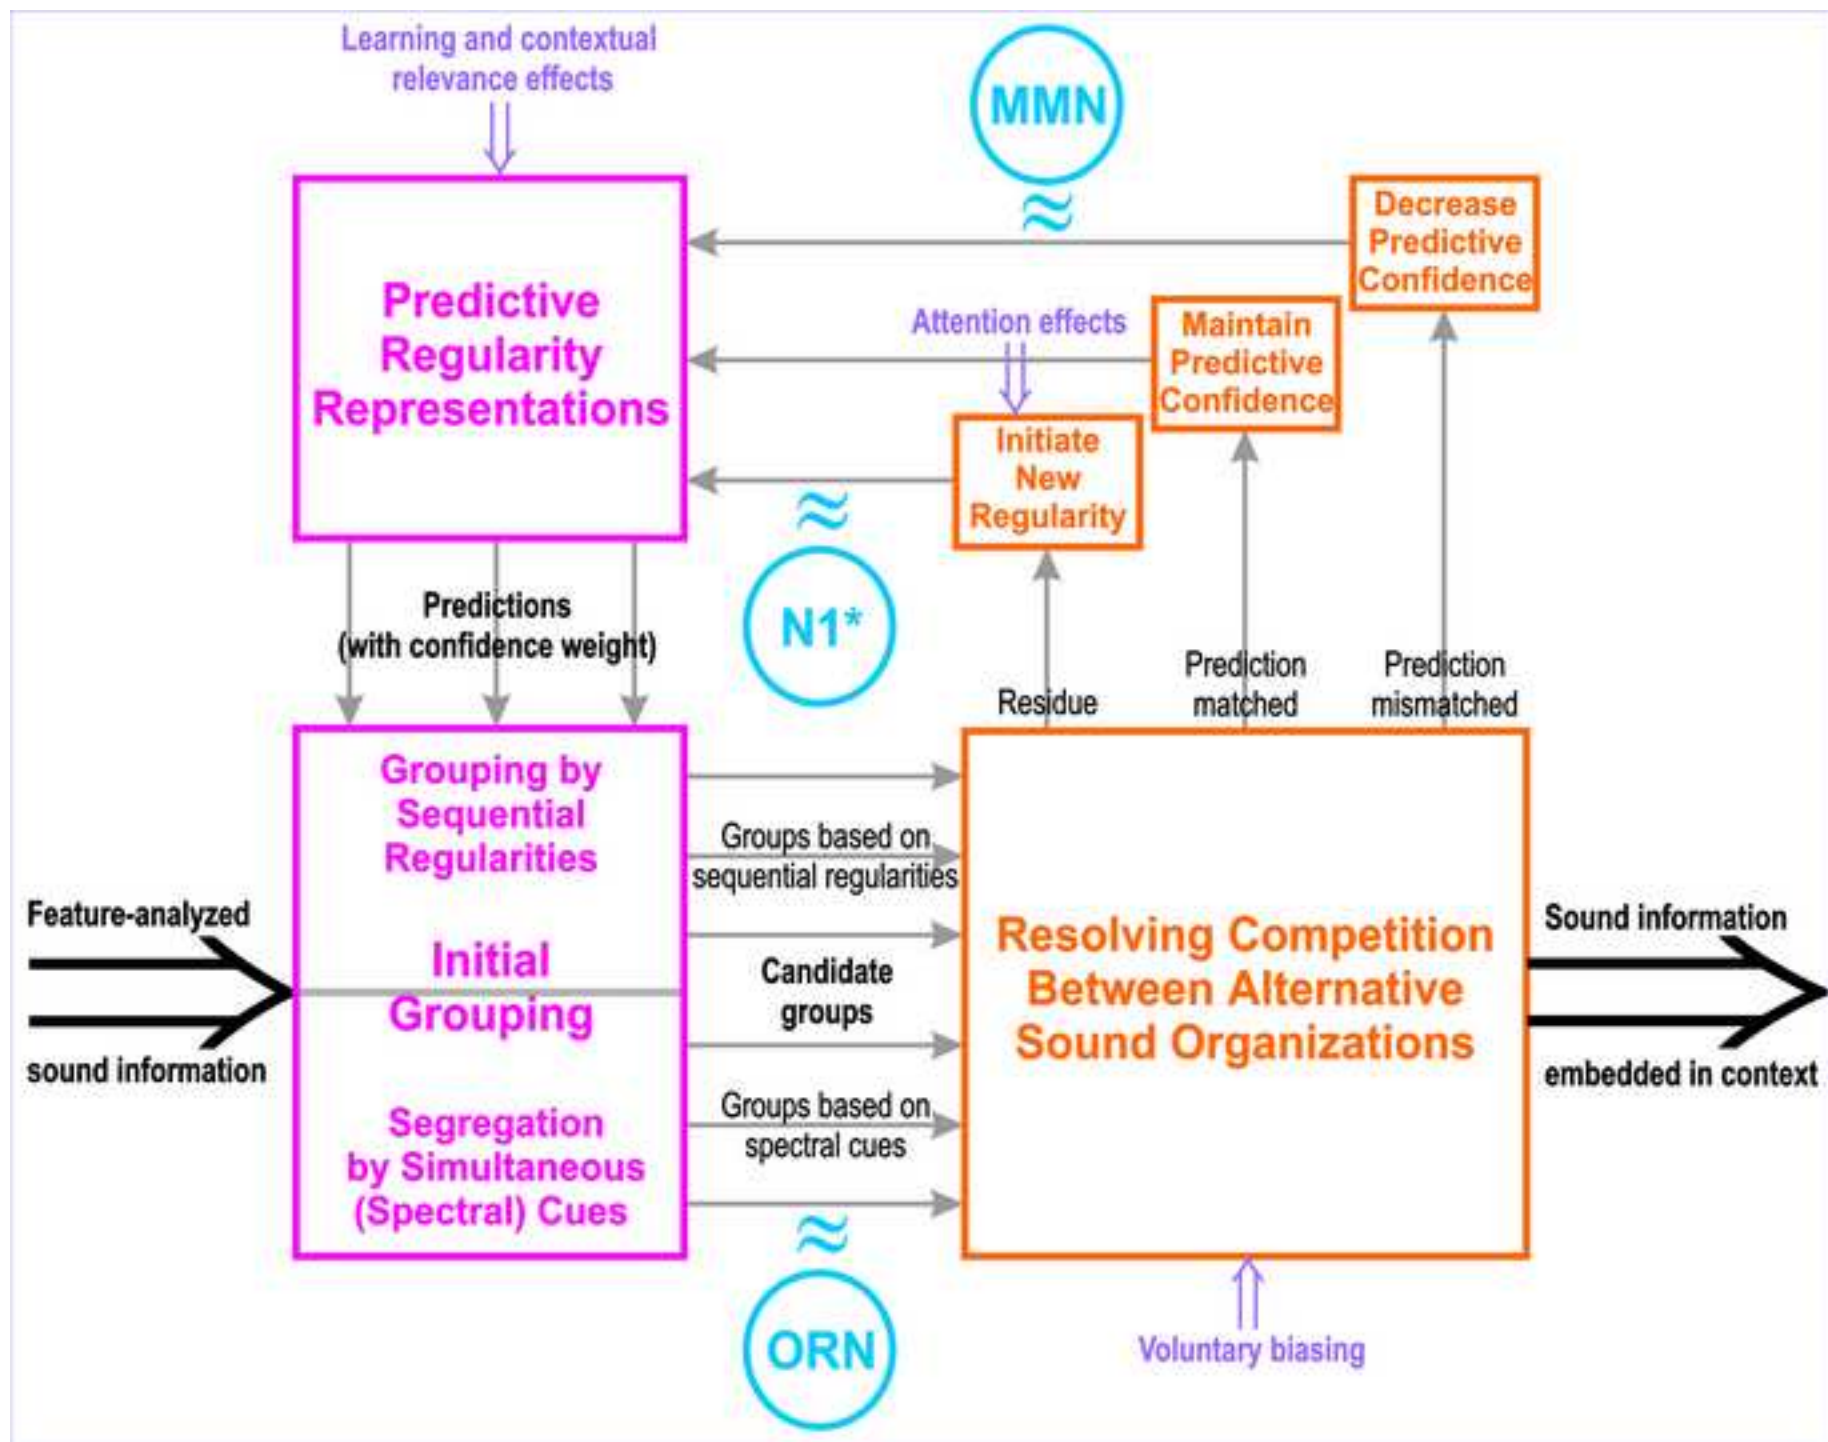 Learning and contextual
relevance effects
MMN
≈
Decrease
Predictive
Confidence
Predictive
Regularity
Representations
Attention effects
Maintain
Predictive
Confidence
Initiate
New
Regularity
≈
N1*
Predictions
(with confidence weight)
Residue
Prediction
matched
Prediction
mismatched
Grouping by
Sequential
Regularities
Groups based on
sequential regularities
Feature-analyzed
sound information
Initial
Grouping
Candidate
groups
Resolving Competition
Between Alternative
Sound Organizations
Sound information
embedded in context
Segregation
by Simultaneous
(Spectral) Cues
Groups based on
spectral cues
≈
ORN
Voluntary biasing